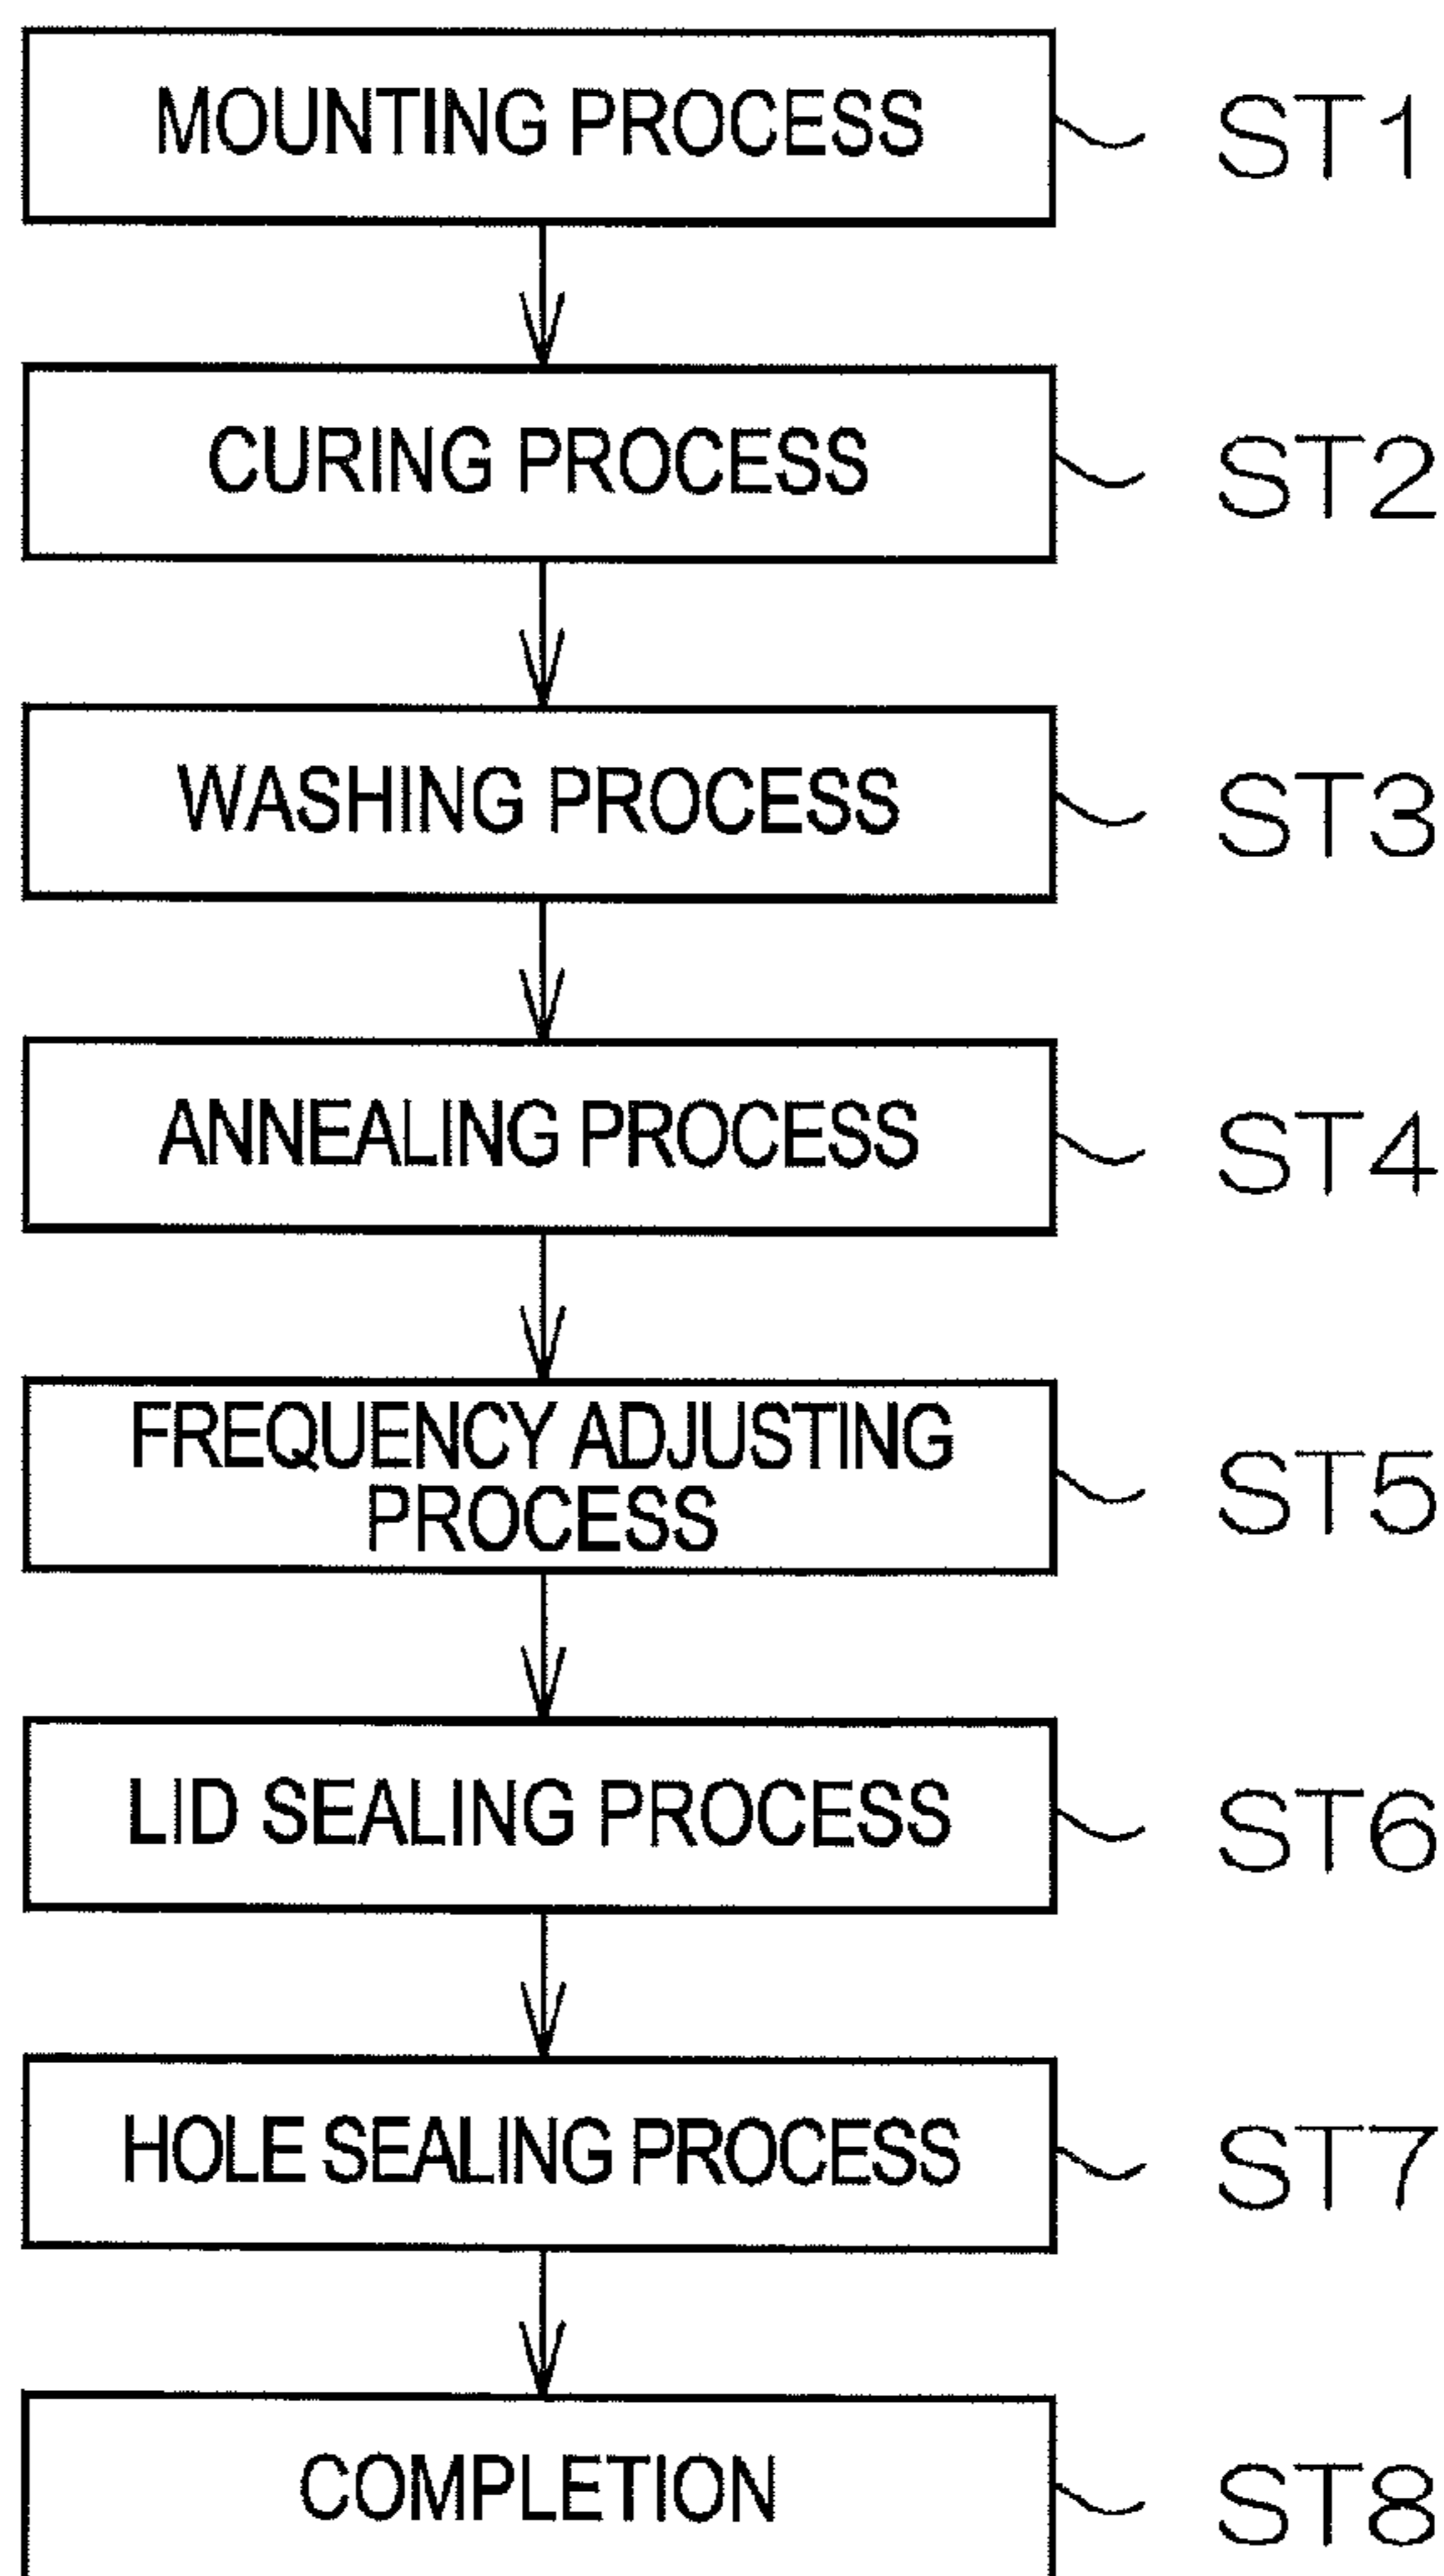 MOUNTING PROCESS ST1
CURING PROCESS ST2
WASHING PROCESS ST3
ANNEALING PROCESS ST4
FREQUENCY ADJUSTING
PROCESS ST5
LID SEALING PROCESS ST6
HOLE SEALING PROCESS ST7
COMPLETION ST8